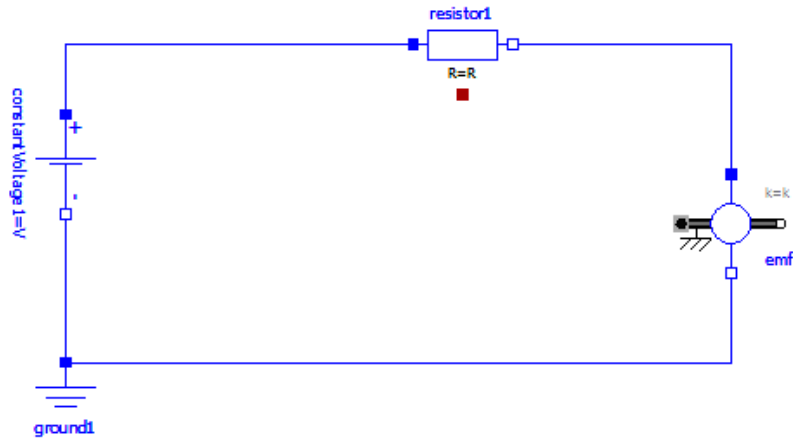 resistor1
R=R
constantVoltage1=V
+
-
k=k
emf
ground1